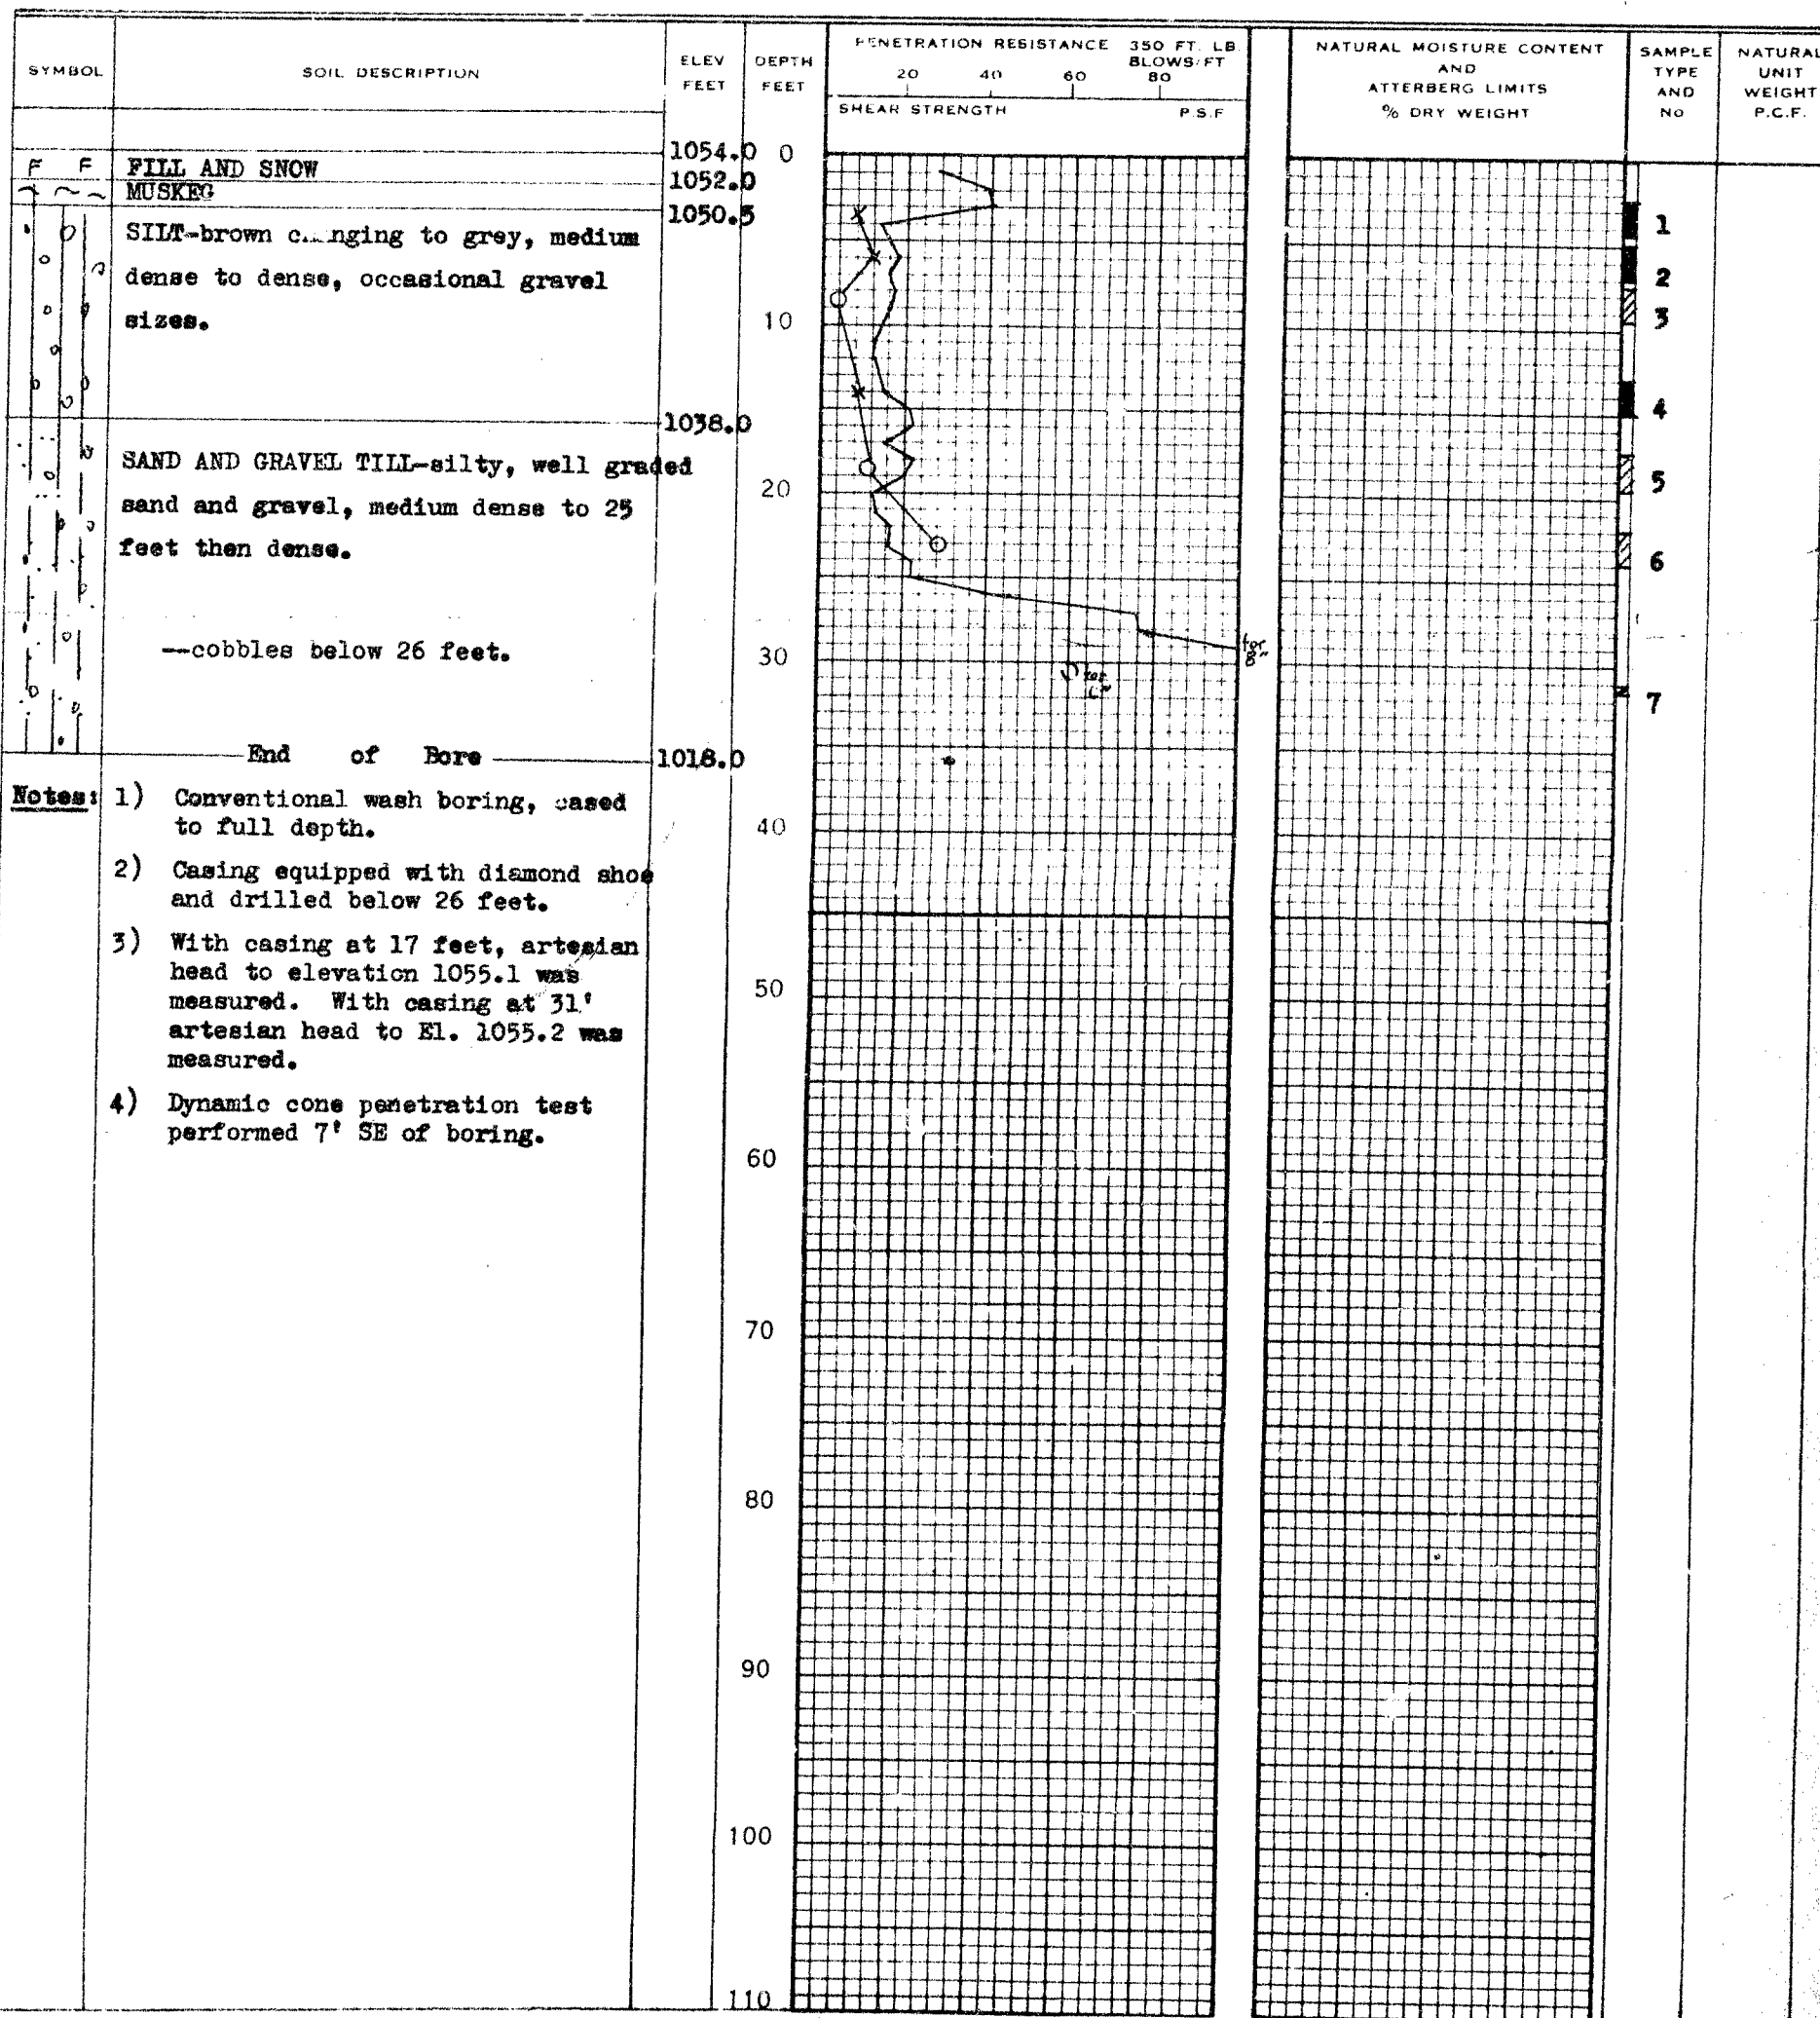 SYMBOL
SOIL DESCRIPTION
ELEV
FEET
DEPTH
FEET
PENETRATION RESISTANCE 350 FT. LB.
BLOWS/FT
20 40 60 80
SHEAR STRENGTH P.S.F
NATURAL MOISTURE CONTENT
AND
ATTERBERG LIMITS
% DRY WEIGHT
SAMPLE
TYPE
AND
NO
NATURAL
UNIT
WEIGHT
P.C.F.
1054.0 0
F F FILL AND SNOW
1052.0
MUSKEG
1050.5
SILT-brown changing to grey, medium
dense to dense, occasional gravel
sizes.
1
2
3
10
4
1038.0
SAND AND GRAVEL TILL-silty, well graded
sand and gravel, medium dense to 25
feet then dense.
20
5
6
--cobbles below 26 feet.
30
for
8"
for
7
End of Bore 1018.0
Notes: 1) Conventional wash boring, cased
to full depth.
40
2) Casing equipped with diamond shoe
and drilled below 26 feet.
3) With casing at 17 feet, artesian
head to elevation 1055.1 was
measured. With casing at 31'
artesian head to El. 1055.2 was
measured.
50
4) Dynamic cone penetration test
performed 7' SE of boring.
60
70
80
90
100
110